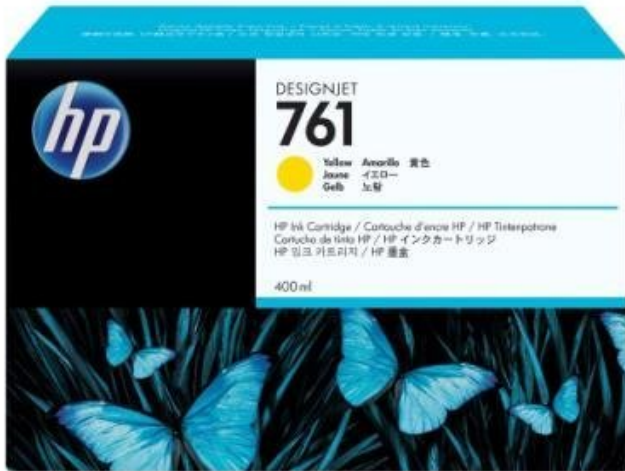 hp
DESIGNJET
761
Yellow Amarillo 黄色
Jaune イエロー
Gelb 노랑
HP Ink Cartridge / Cartouche d'encre HP / HP Tintenpatrone
Cartucho de tinta HP / HP インクカートリッジ
HP 잉크 카트리지 / HP 墨盒
400 ml